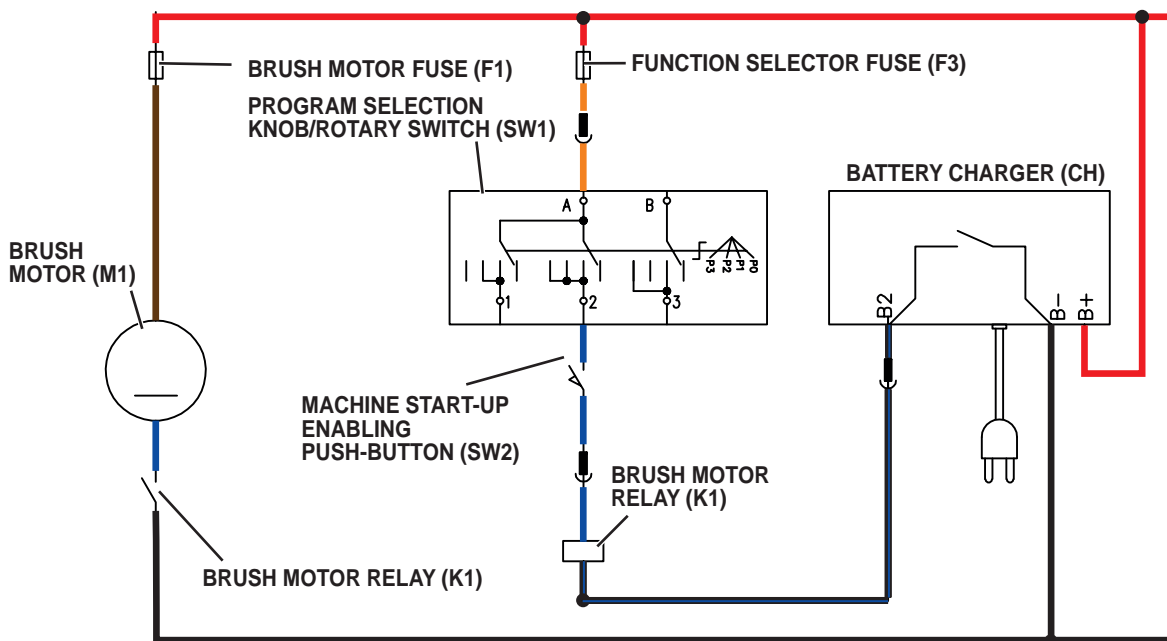 BRUSH MOTOR FUSE (F1)
FUNCTION SELECTOR FUSE (F3)
PROGRAM SELECTION
KNOB/ROTARY SWITCH (SW1)
BATTERY CHARGER (CH)
A
B
P3
P2
P1
P0
1
2
3
BRUSH
MOTOR (M1)
B2
B-
B+
MACHINE START-UP
ENABLING
PUSH-BUTTON (SW2)
BRUSH MOTOR
RELAY (K1)
BRUSH MOTOR RELAY (K1)